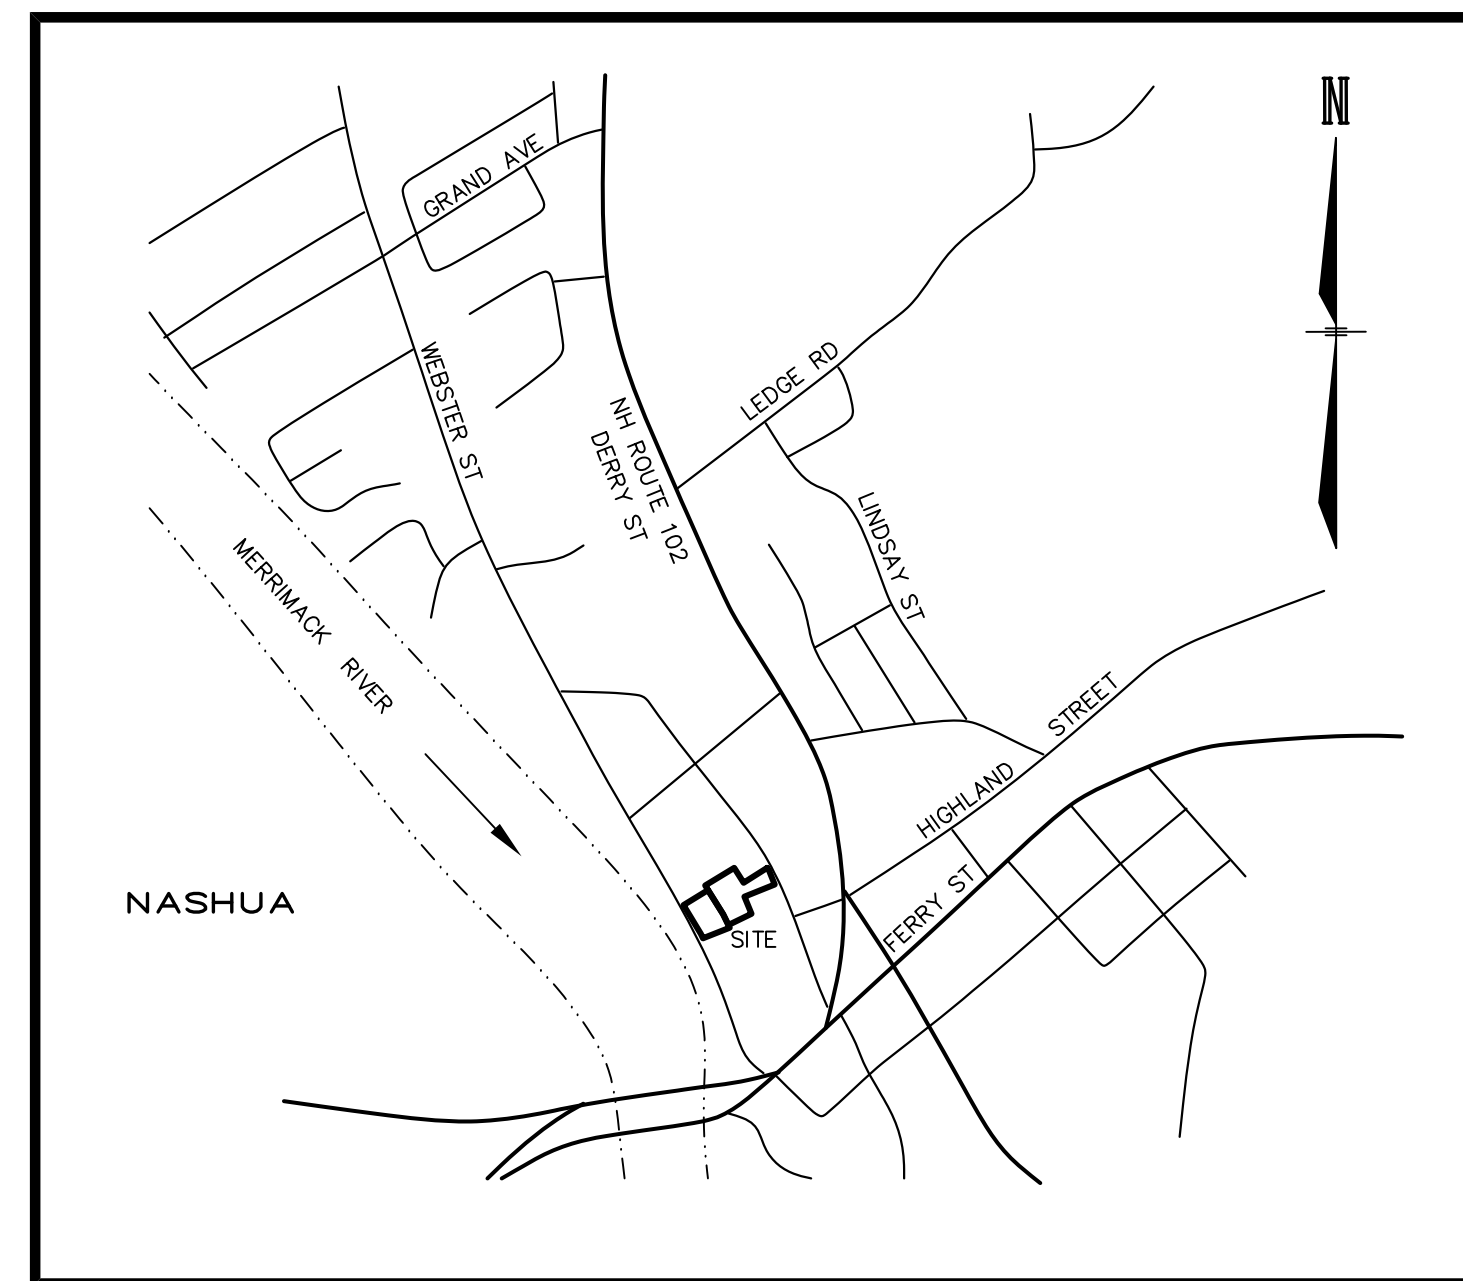 N
GRAND AVE
WEBSTER ST
NH ROUTE 102
DERRY ST
LEDGE RD
LINDSAY ST
MERRIMACK RIVER
HIGHLAND STREET
FERRY ST
NASHUA
SITE